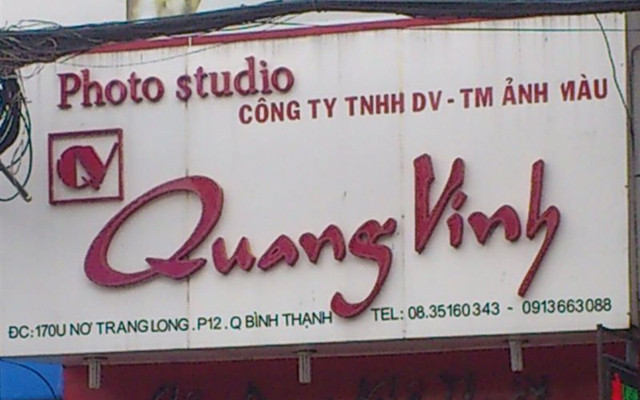 Photo studio
CÔNG TY TNHH DV - TM ẢNH MÀU
QV
Quang Vinh
ĐC: 170U NƠ TRANG LONG . P12 . Q BÌNH THẠNH TEL: 08.35160343 - 0913663088